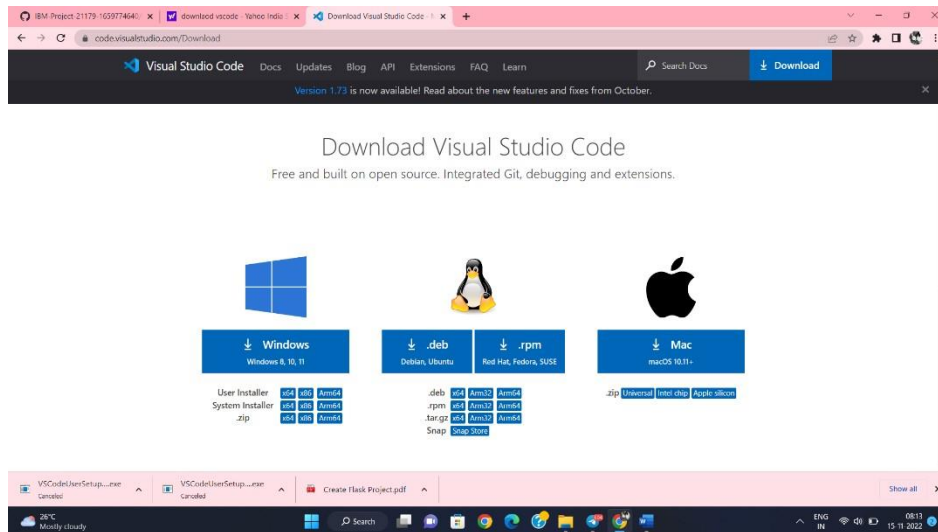 IBM-Project-21179-1659774640
downlaod vscode - Yahoo India
Download Visual Studio Code -
code.visualstudio.com/Download
Visual Studio Code Docs Updates Blog API Extensions FAQ Learn Search Docs Download
Version 1.73 is now available! Read about the new features and fixes from October.
Download Visual Studio Code
Free and built on open source. Integrated Git, debugging and extensions.
Windows
Windows 8, 10, 11
.deb
Debian, Ubuntu
.rpm
Red Hat, Fedora, SUSE
Mac
macOS 10.11+
User Installer x64 x86 Arm64
System Installer x64 x86 Arm64
.zip x64 x86 Arm64
.deb x64 Arm32 Arm64
.rpm x64 Arm32 Arm64
.tar.gz x64 Arm32 Arm64
Snap Snap Store
.zip Universal Intel chip Apple silicon
VSCodeUserSetup....exe
Canceled
VSCodeUserSetup....exe
Canceled
Create Flask Project.pdf
Show all
26°C
Mostly cloudy
Search
ENG
IN
08:13
15-11-2022